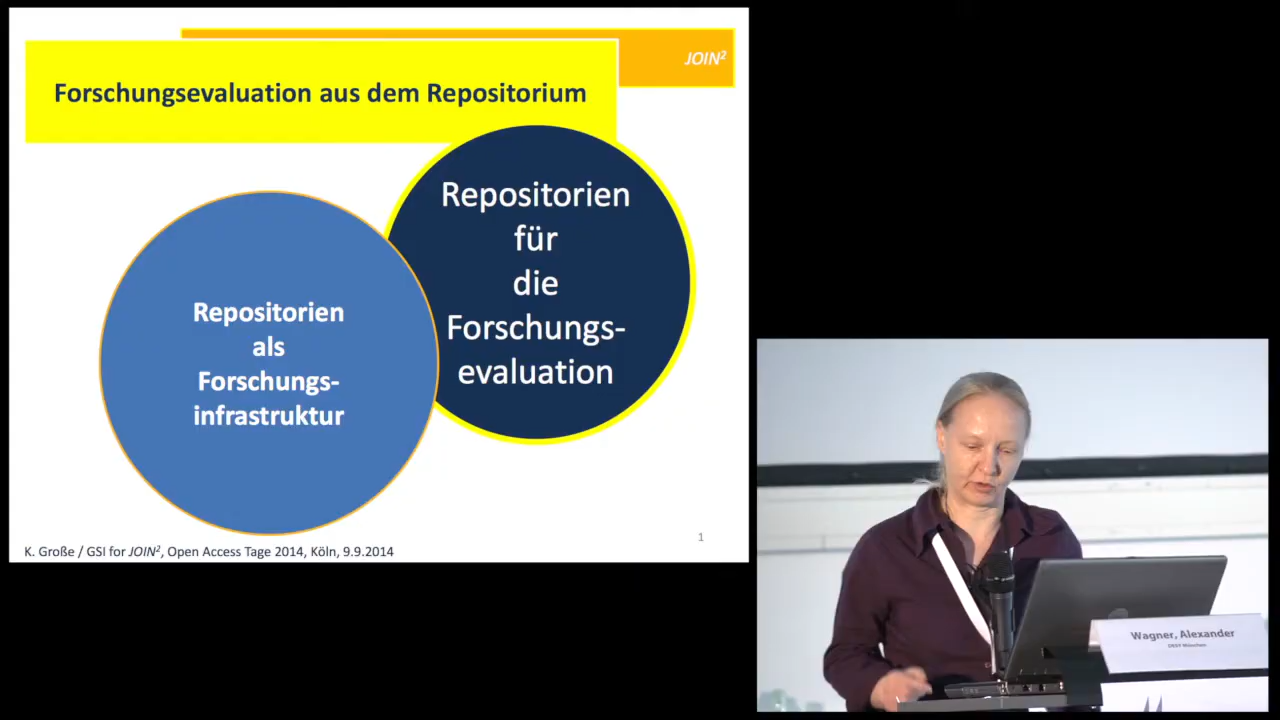 JOIN²
Forschungsevaluation aus dem Repositorium
Repositorien
für
die
Forschungs-
evaluation
Repositorien
als
Forschungs-
infrastruktur
K. Große / GSI for JOIN², Open Access Tage 2014, Köln, 9.9.2014
1
Wagner, Alexander